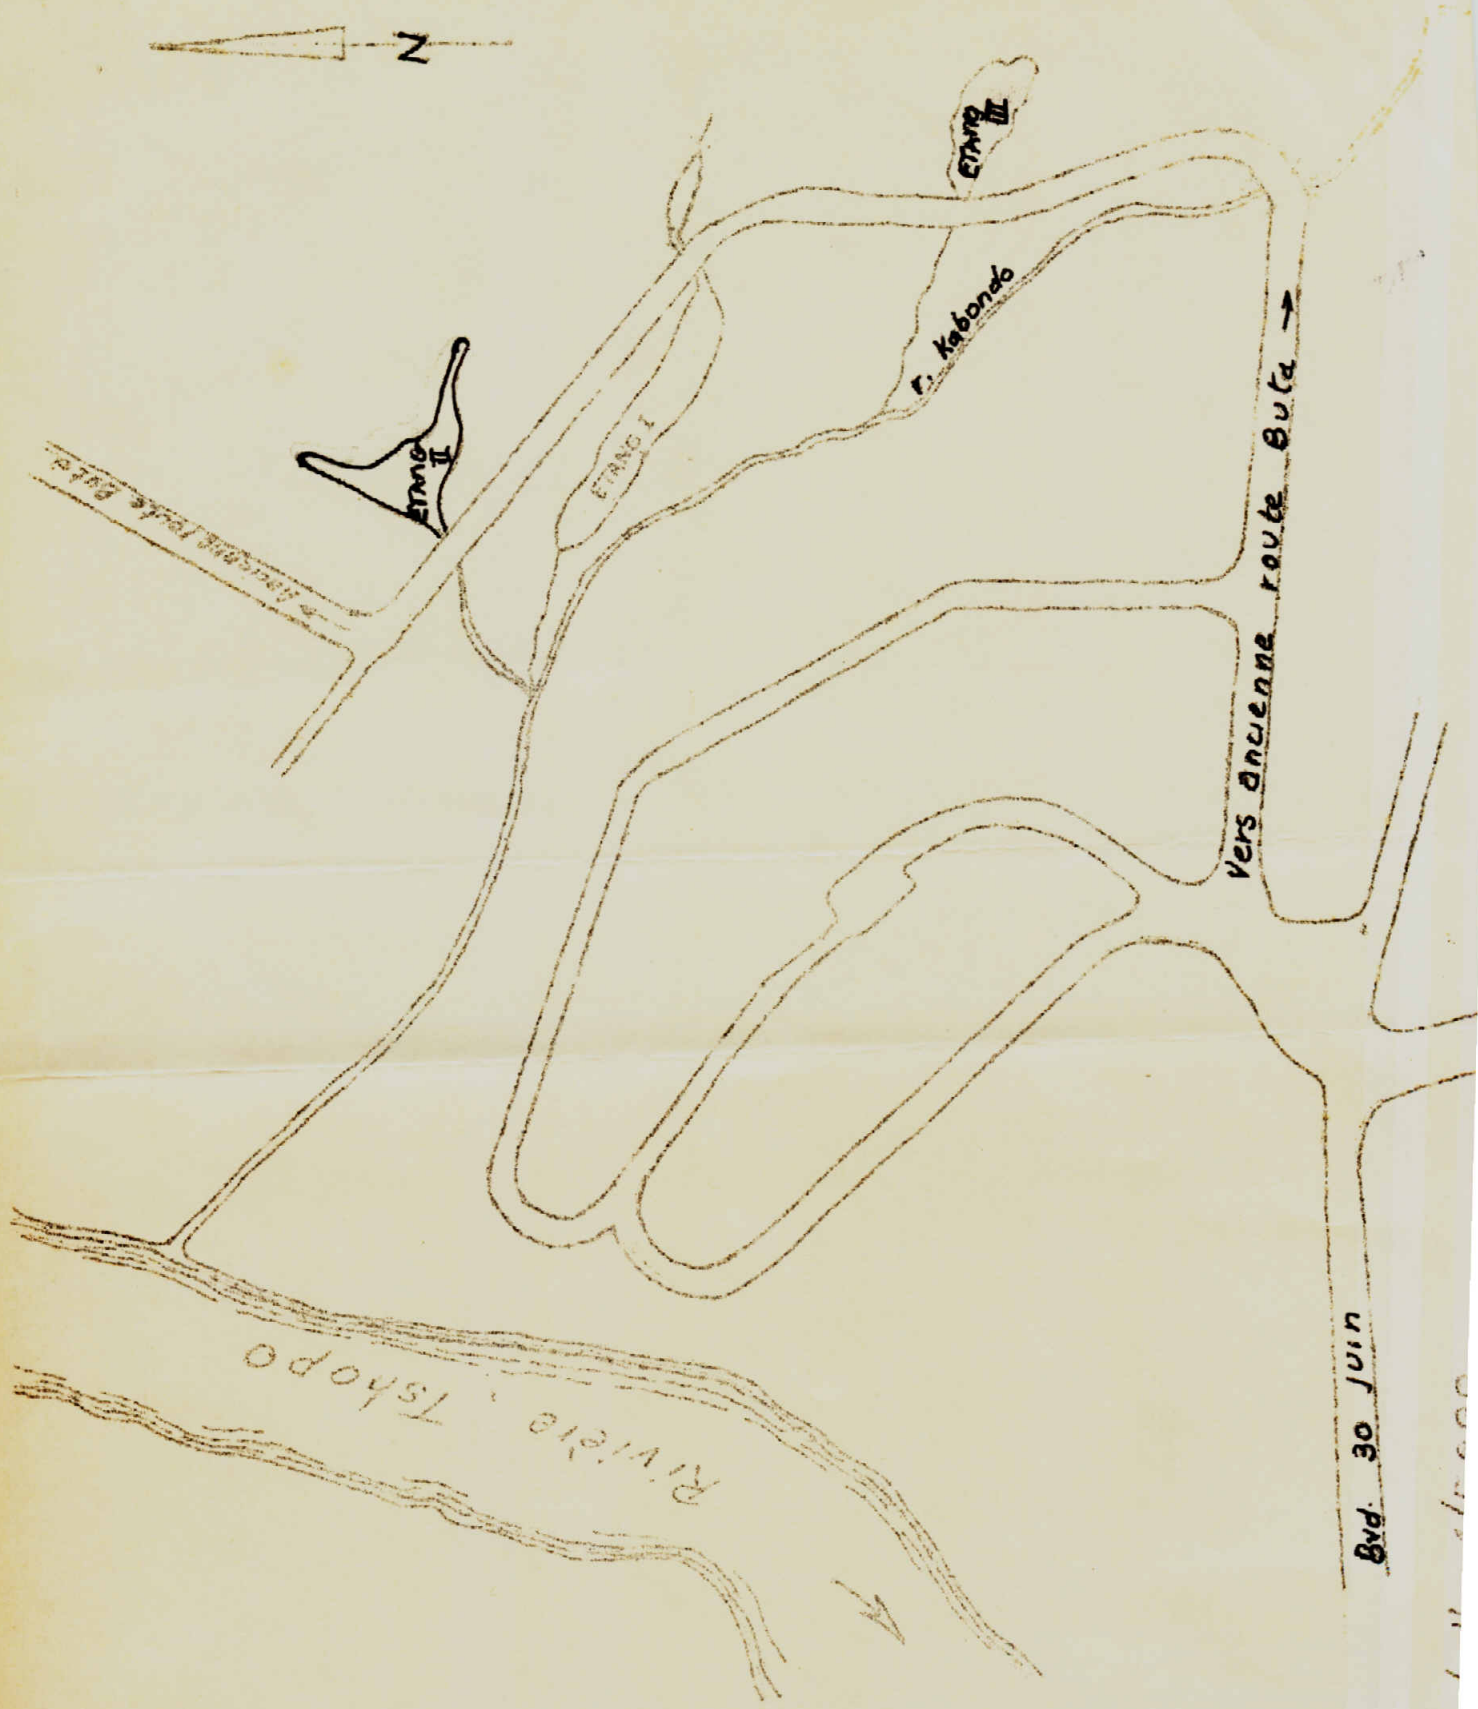 N
ETANG
III
ETANG
II
ETANG I
r. Kabondo
Ancienne route Buta
Vers ancienne route Buta
Rivière Tshopo
Bvd. 30 Juin